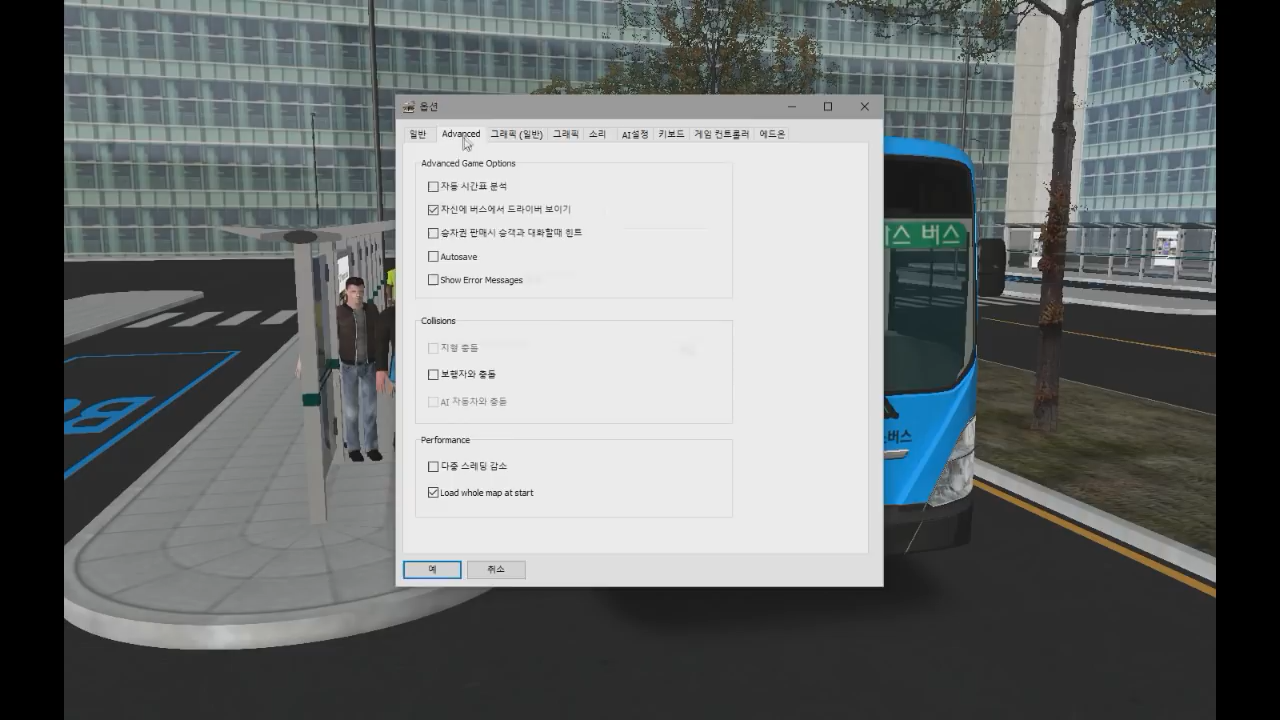 옵션
일반 Advanced 그래픽 (일반) 그래픽 소리 AI설정 키보드 게임 컨트롤러 에드온
Advanced Game Options
자동 시간표 분석
자신에 버스에서 드라이버 보이기
승차권 판매시 승객과 대화할때 힌트
Autosave
Show Error Messages
Collisions
지형 충돌
보행자와 충돌
AI 자동차와 충돌
Performance
다중 스레딩 감소
Load whole map at start
예 취소
스 버스
버스